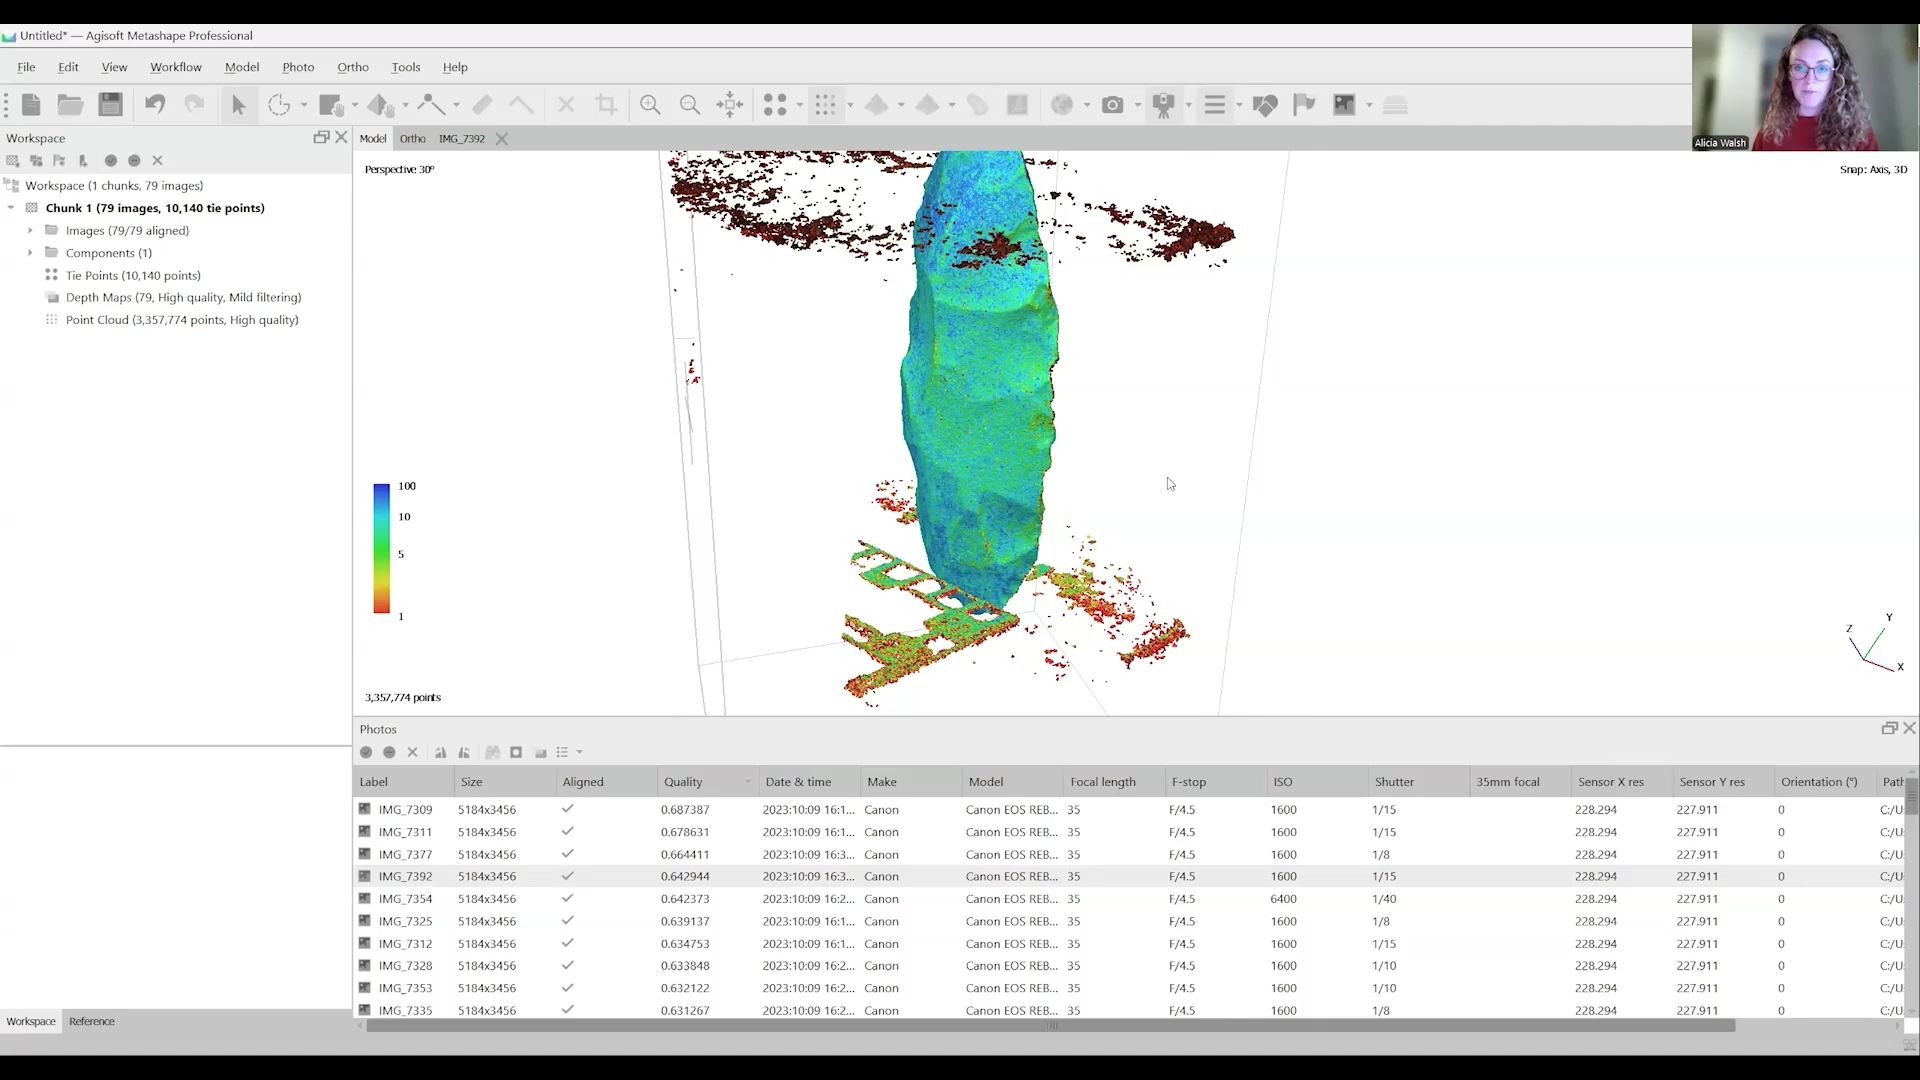 Untitled* — Agisoft Metashape Professional
File Edit View Workflow Model Photo Ortho Tools Help
Alicia Walsh
Workspace
Model Ortho IMG_7392
Perspective 30°
Snap: Axis, 3D
Workspace (1 chunks, 79 images)
Chunk 1 (79 images, 10,140 tie points)
Images (79/79 aligned)
Components (1)
Tie Points (10,140 points)
Depth Maps (79, High quality, Mild filtering)
Point Cloud (3,357,774 points, High quality)
100
10
5
1
Y
Z
X
3,357,774 points
Photos
Label Size Aligned Quality Date & time Make Model Focal length F-stop ISO Shutter 35mm focal Sensor X res Sensor Y res Orientation (°) Path
IMG_7309 5184x3456 0.687387 2023:10:09 16:1... Canon Canon EOS REB... 35 F/4.5 1600 1/15 228.294 227.911 0 C:/U
IMG_7311 5184x3456 0.678631 2023:10:09 16:1... Canon Canon EOS REB... 35 F/4.5 1600 1/15 228.294 227.911 0 C:/U
IMG_7377 5184x3456 0.664411 2023:10:09 16:3... Canon Canon EOS REB... 35 F/4.5 1600 1/8 228.294 227.911 0 C:/U
IMG_7392 5184x3456 0.642944 2023:10:09 16:3... Canon Canon EOS REB... 35 F/4.5 1600 1/15 228.294 227.911 0 C:/U
IMG_7354 5184x3456 0.642373 2023:10:09 16:2... Canon Canon EOS REB... 35 F/4.5 6400 1/40 228.294 227.911 0 C:/U
IMG_7325 5184x3456 0.639137 2023:10:09 16:1... Canon Canon EOS REB... 35 F/4.5 1600 1/8 228.294 227.911 0 C:/U
IMG_7312 5184x3456 0.634753 2023:10:09 16:1... Canon Canon EOS REB... 35 F/4.5 1600 1/15 228.294 227.911 0 C:/U
IMG_7328 5184x3456 0.633848 2023:10:09 16:2... Canon Canon EOS REB... 35 F/4.5 1600 1/10 228.294 227.911 0 C:/U
IMG_7353 5184x3456 0.632122 2023:10:09 16:2... Canon Canon EOS REB... 35 F/4.5 1600 1/10 228.294 227.911 0 C:/U
IMG_7335 5184x3456 0.631267 2023:10:09 16:2... Canon Canon EOS REB... 35 F/4.5 1600 1/8 228.294 227.911 0 C:/U
Workspace Reference